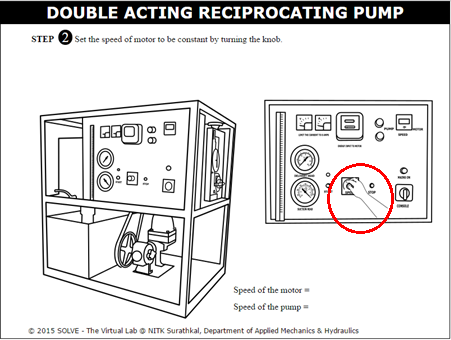 DOUBLE ACTING RECIPROCATING PUMP
STEP 2 Set the speed of motor to be constant by turning the knob.
PUMP
MOTOR
SPEED
STOP
CONSOLE
Speed of the motor =
Speed of the pump =
© 2015 SOLVE - The Virtual Lab @ NITK Surathkal, Department of Applied Mechanics & Hydraulics